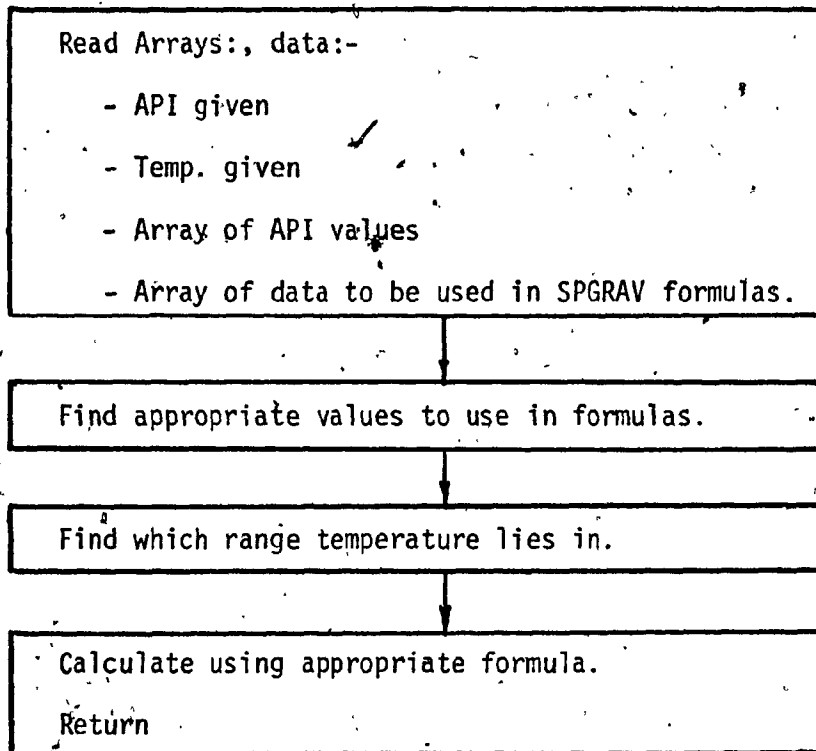 Read Arrays:, data:-
- API given
- Temp. given
- Array of API values
- Array of data to be used in SPGRAV formulas.
Find appropriate values to use in formulas.
Find which range temperature lies in.
Calculate using appropriate formula.
Return